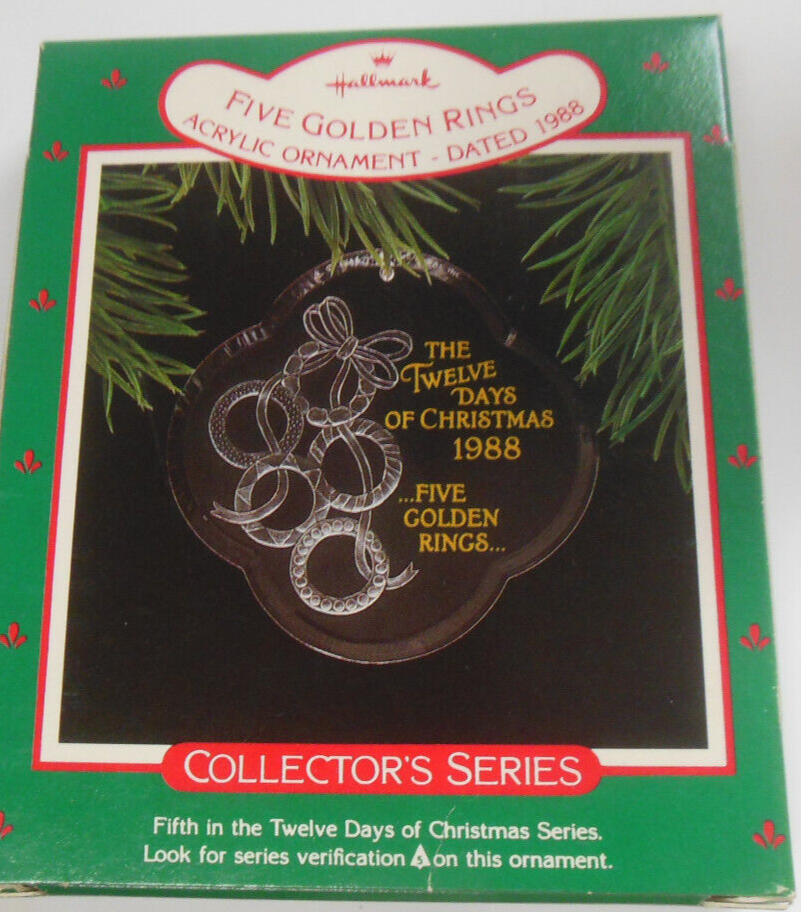 Hallmark
FIVE GOLDEN RINGS
ACRYLIC ORNAMENT - DATED 1988
THE
TWELVE
DAYS
OF CHRISTMAS
1988
...FIVE
GOLDEN
RINGS...
COLLECTOR'S SERIES
Fifth in the Twelve Days of Christmas Series.
Look for series verification 5 on this ornament.